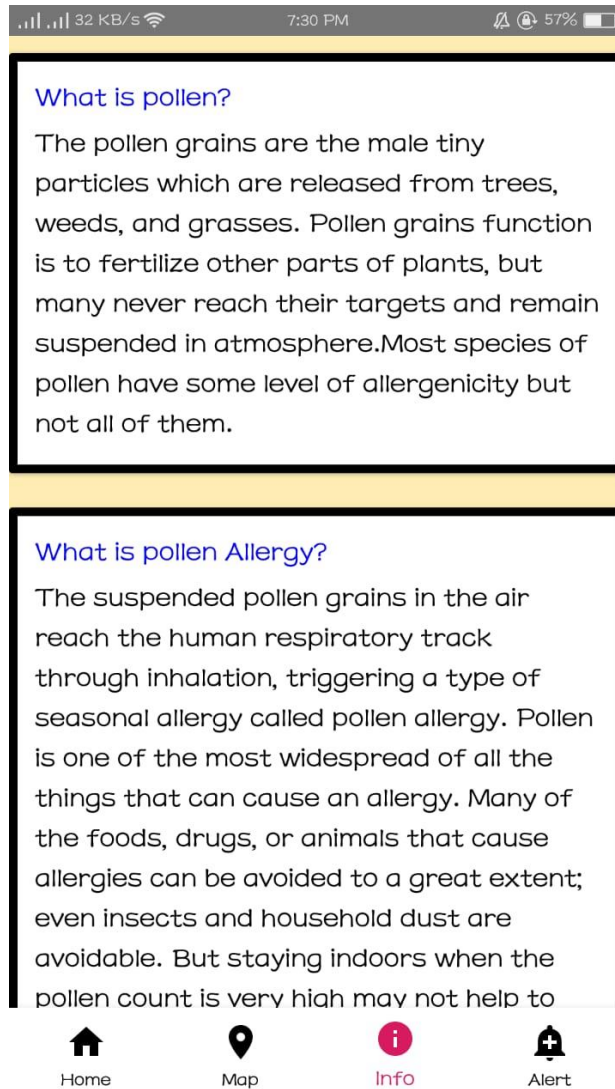 32 KB/s 7:30 PM 57%
What is pollen?
The pollen grains are the male tiny
particles which are released from trees,
weeds, and grasses. Pollen grains function
is to fertilize other parts of plants, but
many never reach their targets and remain
suspended in atmosphere.Most species of
pollen have some level of allergenicity but
not all of them.
What is pollen Allergy?
The suspended pollen grains in the air
reach the human respiratory track
through inhalation, triggering a type of
seasonal allergy called pollen allergy. Pollen
is one of the most widespread of all the
things that can cause an allergy. Many of
the foods, drugs, or animals that cause
allergies can be avoided to a great extent;
even insects and household dust are
avoidable. But staying indoors when the
pollen count is very high may not help to
Home Map Info Alert